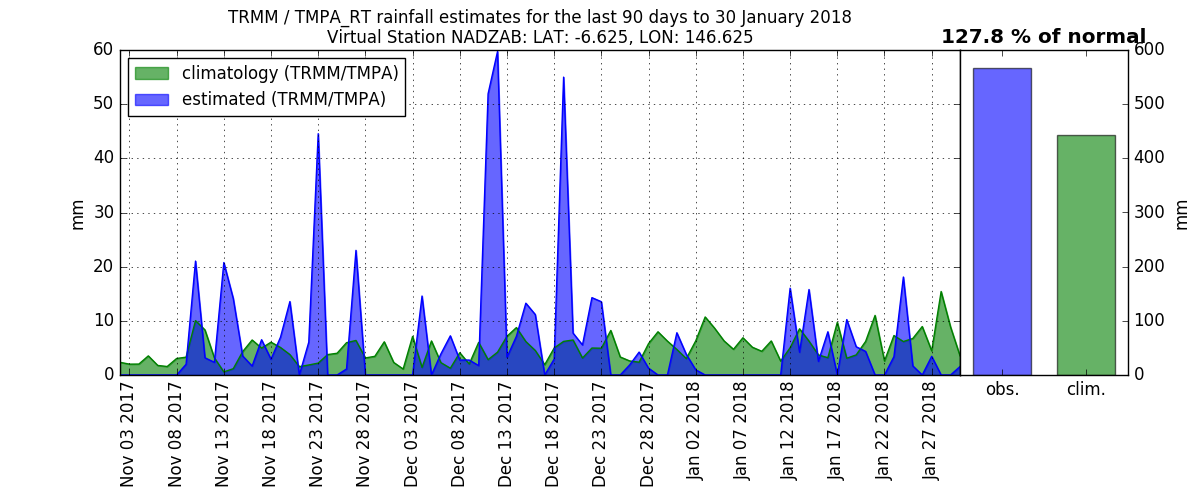 TRMM / TMPA_RT rainfall estimates for the last 90 days to 30 January 2018
Virtual Station NADZAB: LAT: -6.625, LON: 146.625
127.8 % of normal
climatology (TRMM/TMPA)
estimated (TRMM/TMPA)
60
50
40
30
20
10
0
mm
600
500
400
300
200
100
0
mm
Nov 03 2017
Nov 08 2017
Nov 13 2017
Nov 18 2017
Nov 23 2017
Nov 28 2017
Dec 03 2017
Dec 08 2017
Dec 13 2017
Dec 18 2017
Dec 23 2017
Dec 28 2017
Jan 02 2018
Jan 07 2018
Jan 12 2018
Jan 17 2018
Jan 22 2018
Jan 27 2018
obs.
clim.